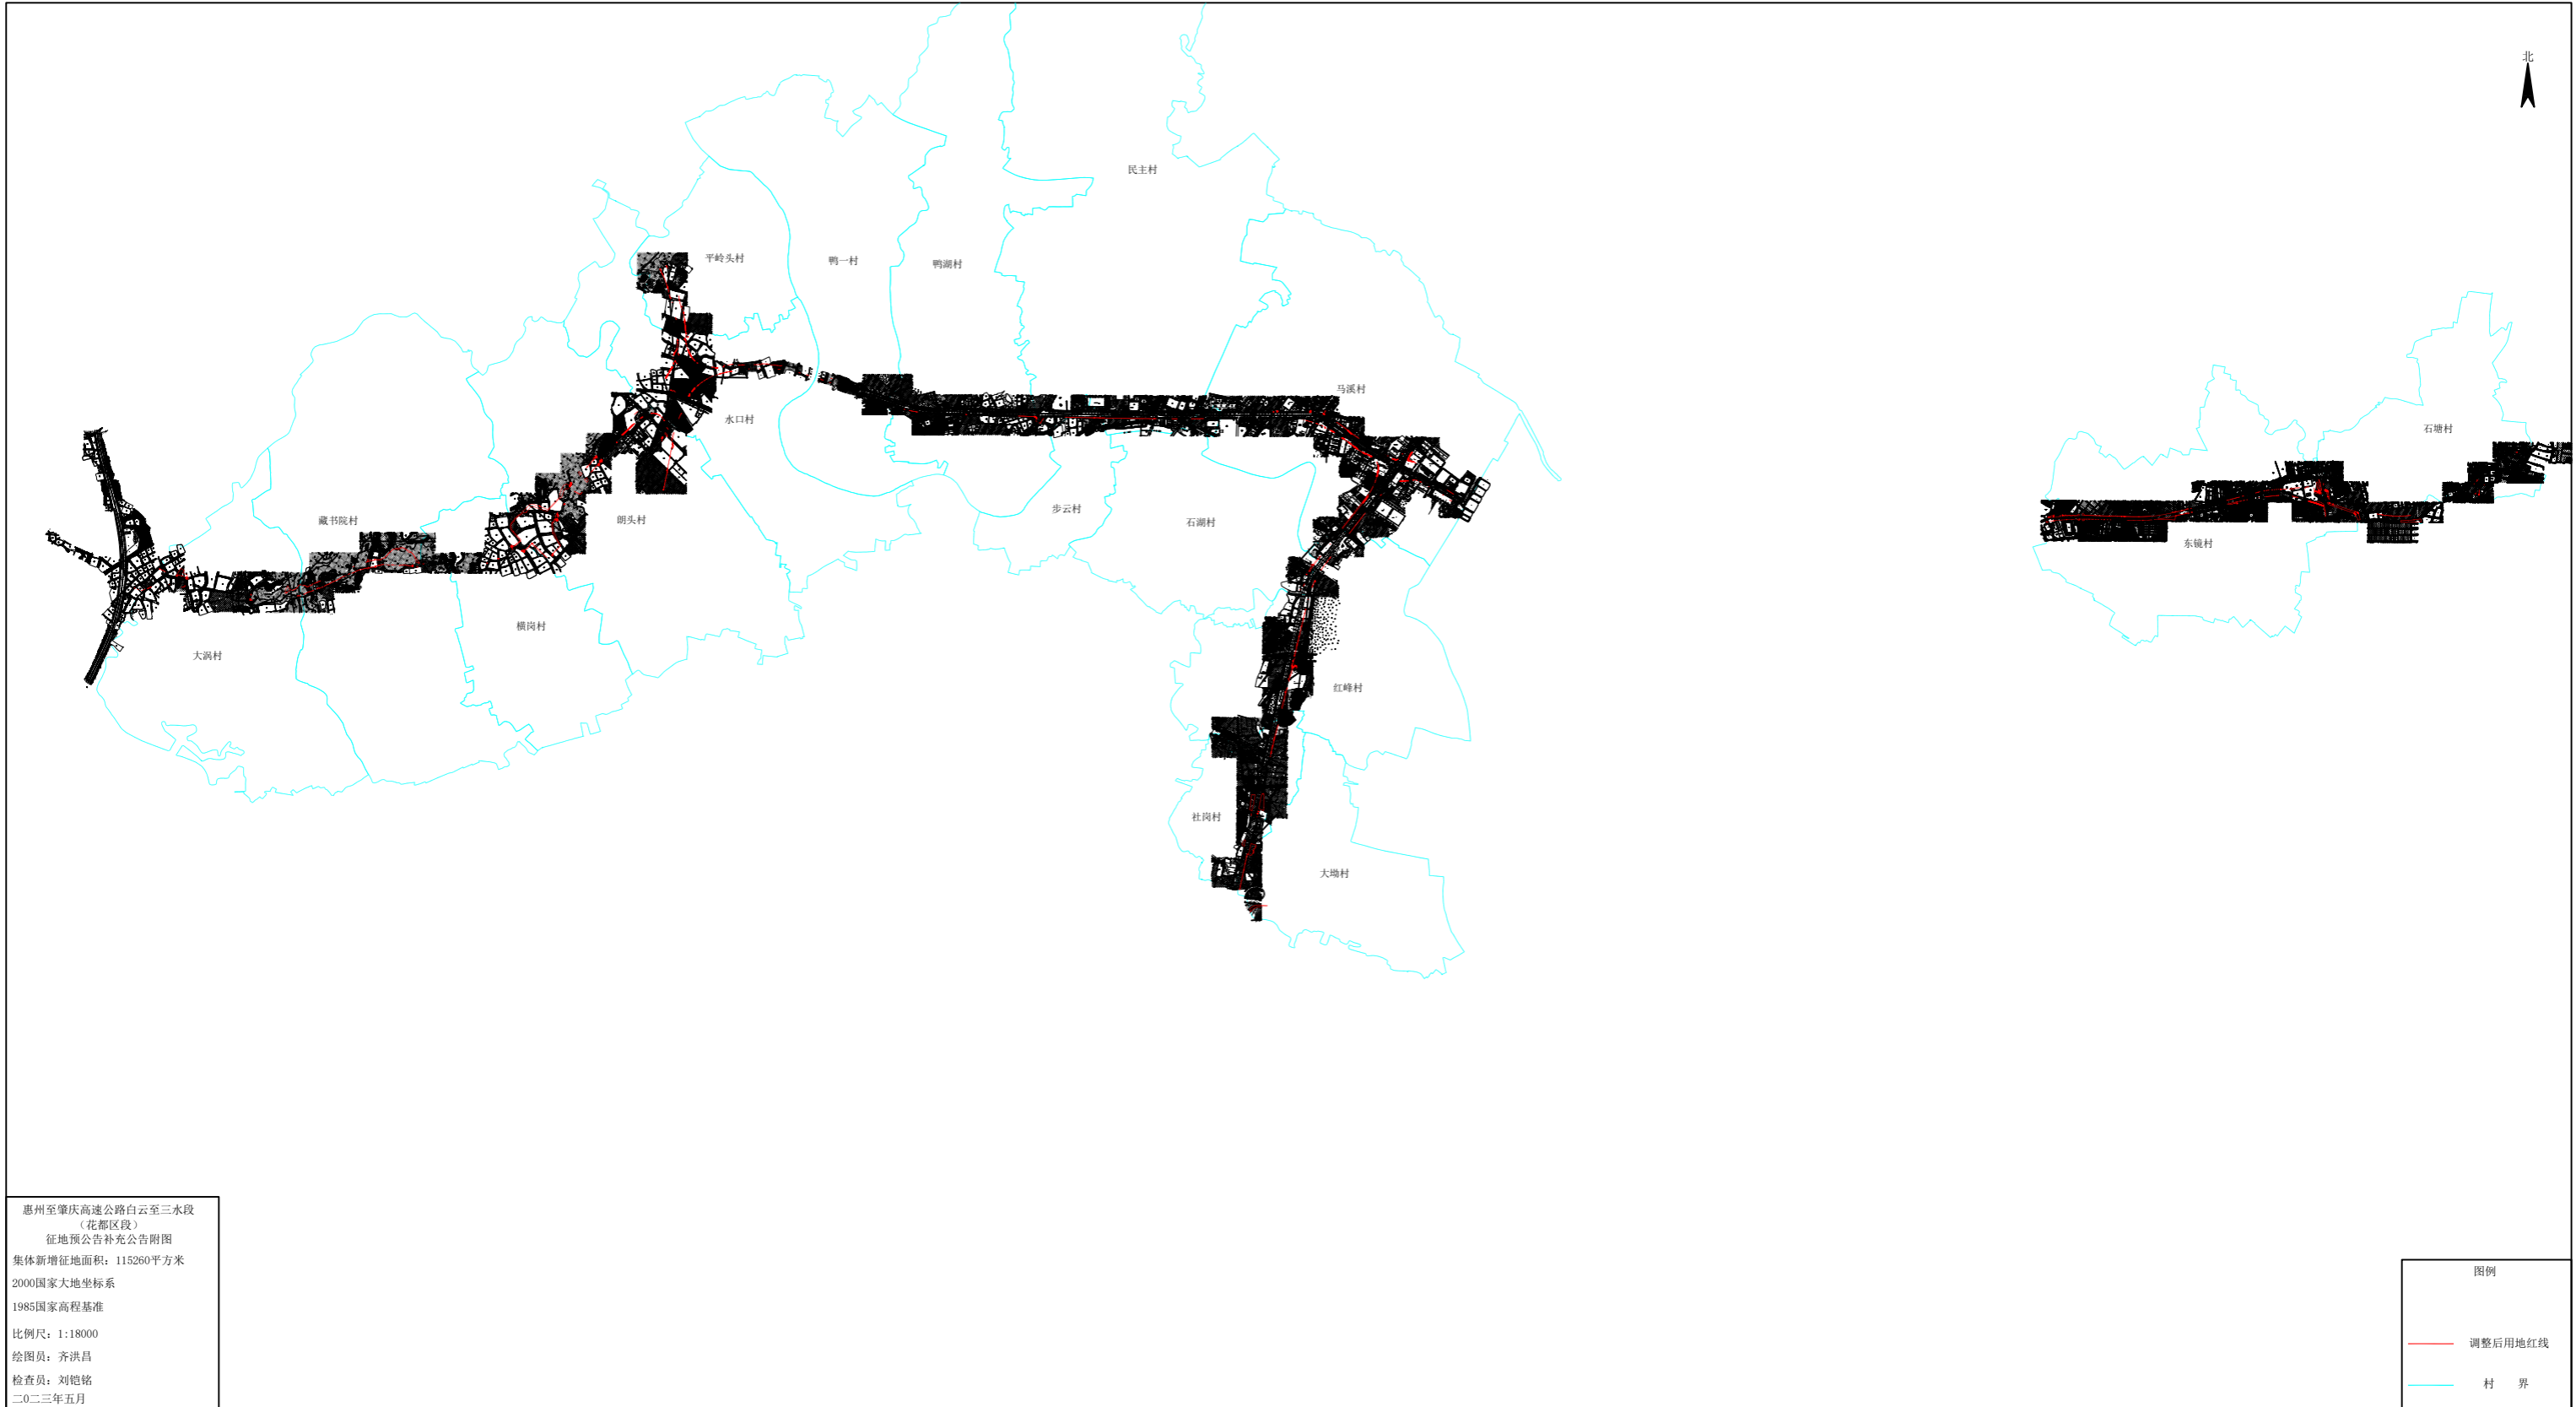 北
民主村
平岭头村
鸭一村
鸭湖村
马溪村
水口村
石塘村
藏书院村
朗头村
步云村
石湖村
东镜村
横岗村
大涡村
红峰村
社岗村
大坳村
惠州至肇庆高速公路白云至三水段
（花都区段）
征地预公告补充公告附图
集体新增征地面积：115260平方米
2000国家大地坐标系
1985国家高程基准
比例尺：1:18000
绘图员：齐洪昌
检查员：刘铠铭
二0二三年五月
图例
调整后用地红线
村 界